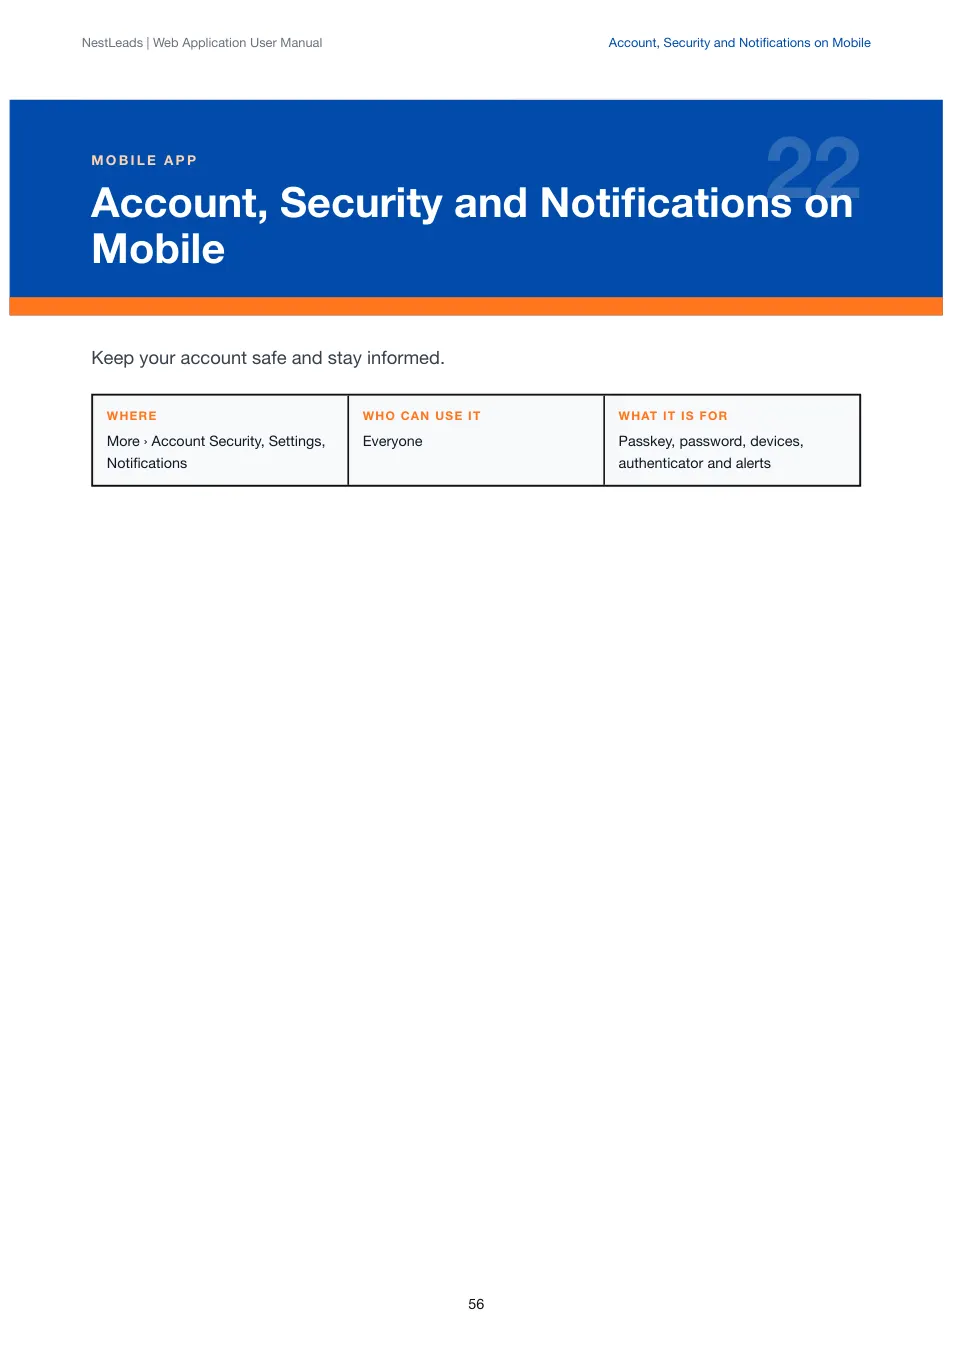 NestLeads | Web Application User Manual
Account, Security and Notifications on Mobile
MOBILE APP
22
Account, Security and Notifications on
Mobile
Keep your account safe and stay informed.
WHERE
More › Account Security, Settings,
Notifications
WHO CAN USE IT
Everyone
WHAT IT IS FOR
Passkey, password, devices,
authenticator and alerts
56